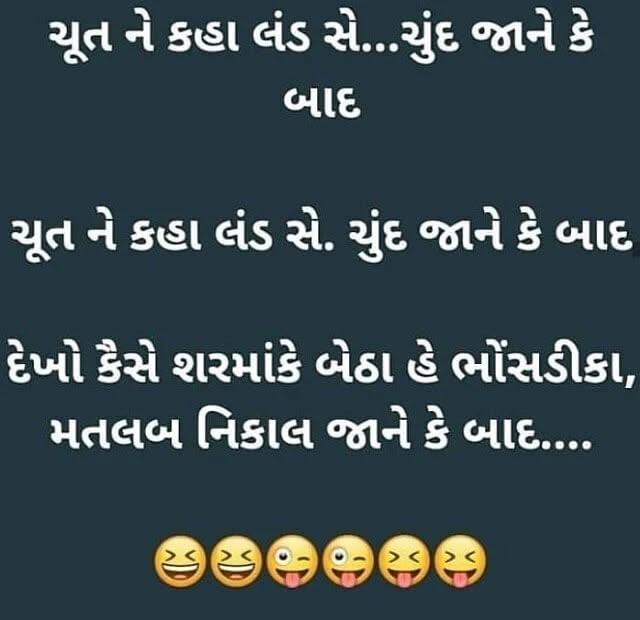 ચૂત ને કહા લંડ સે...ચુંદ જાને કે
બાદ
ચૂત ને કહા લંડ સે. ચુંદ જાને કે બાદ
દેખો કૈસે શરમાંકે બેઠા હે ભોંસડીકા,
મતલબ નિકાલ જાને કે બાદ....